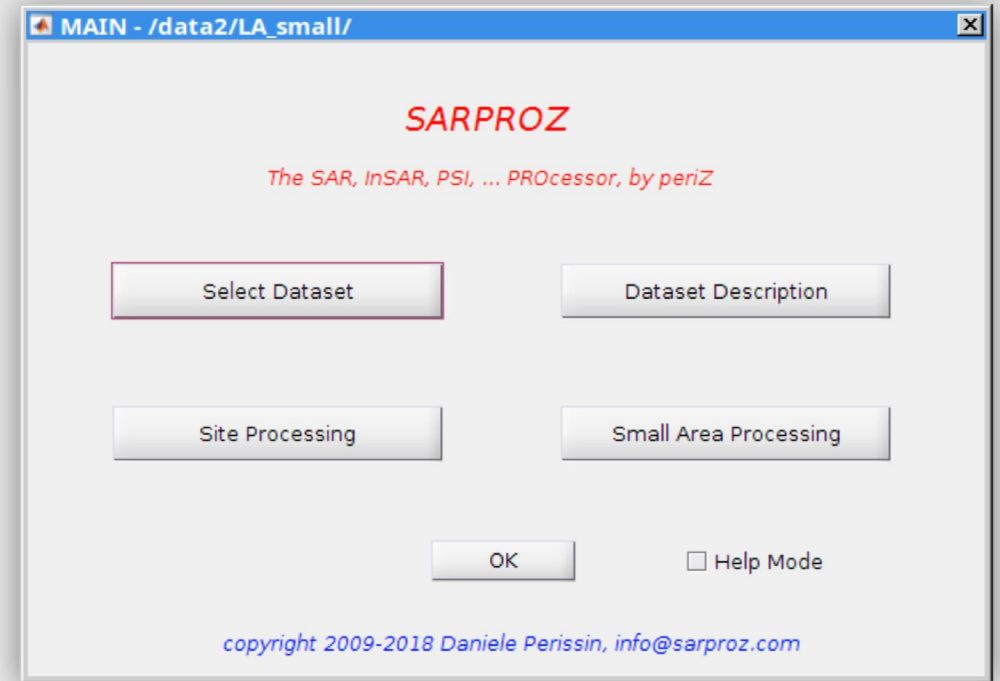 MAIN - /data2/LA_small/
SARPROZ
The SAR, InSAR, PSI, ... PROcessor, by periZ
Select Dataset
Dataset Description
Site Processing
Small Area Processing
OK
Help Mode
copyright 2009-2018 Daniele Perissin, info@sarproz.com